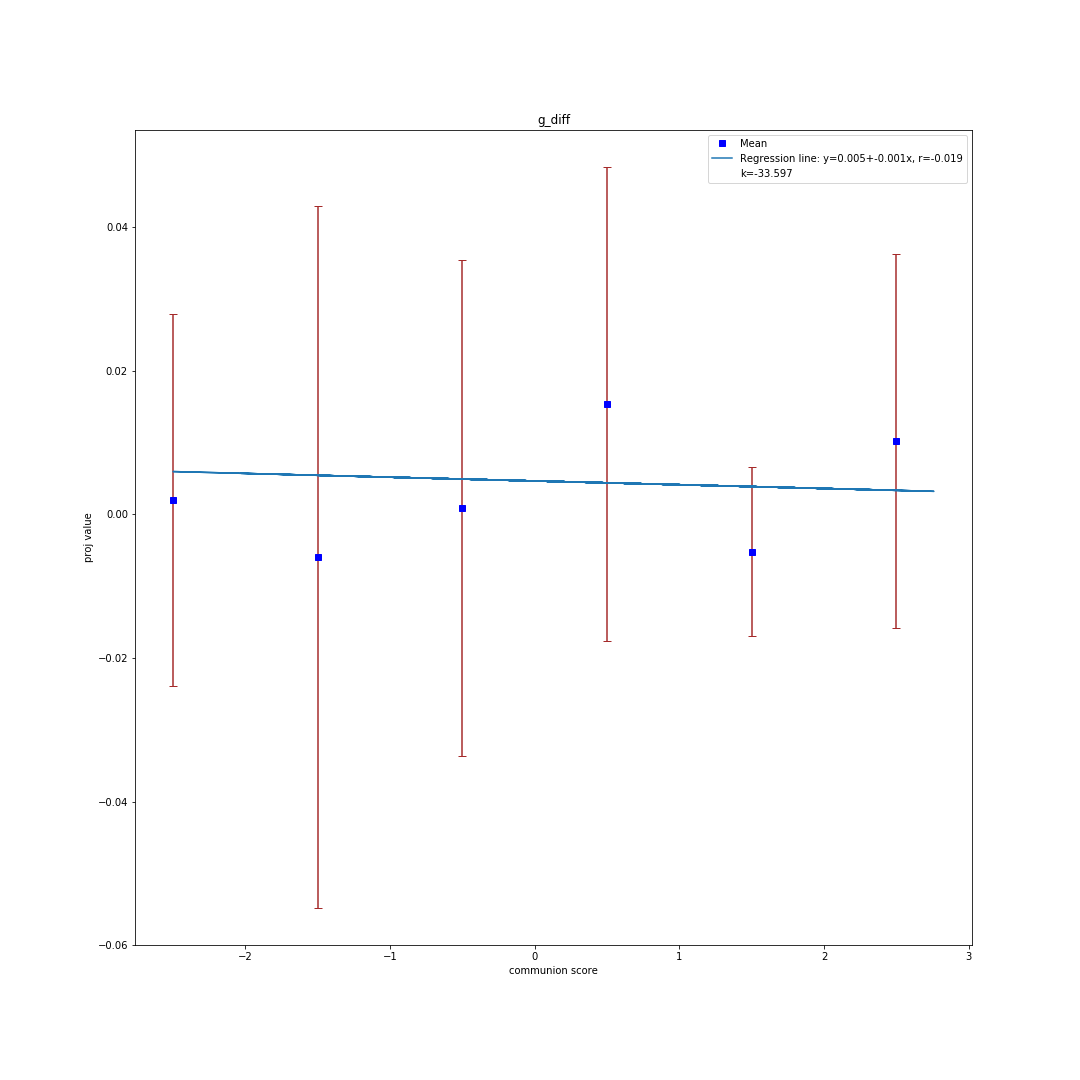 g_diff
Mean
Regression line: y=0.005+-0.001x, r=-0.019
k=-33.597
proj value
0.04
0.02
0.00
−0.02
−0.04
−0.06
−2
−1
0
1
2
3
communion score